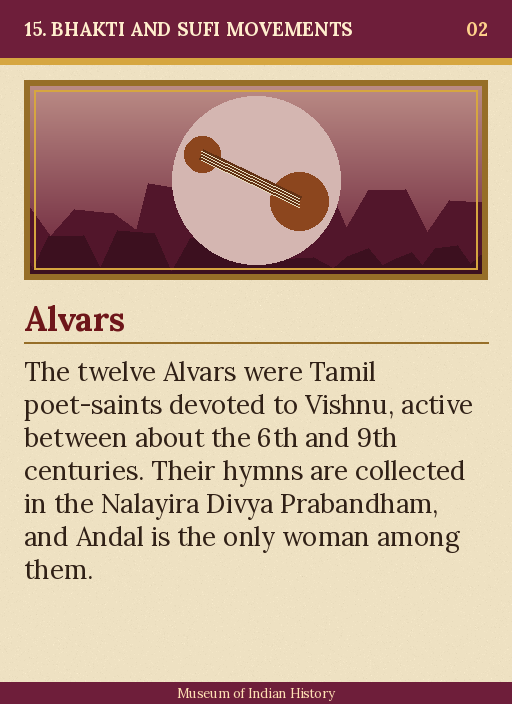 15. BHAKTI AND SUFI MOVEMENTS 02
Alvars
The twelve Alvars were Tamil
poet-saints devoted to Vishnu, active
between about the 6th and 9th
centuries. Their hymns are collected
in the Nalayira Divya Prabandham,
and Andal is the only woman among
them.
Museum of Indian History